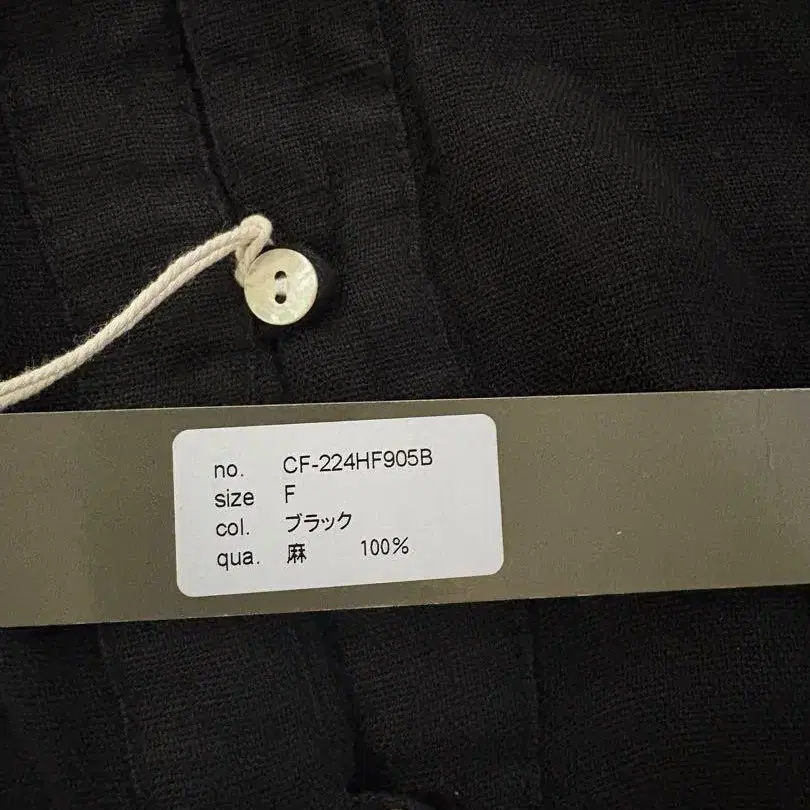 no. CF-224HF905B
size F
col. ブラック
qua. 麻 100%